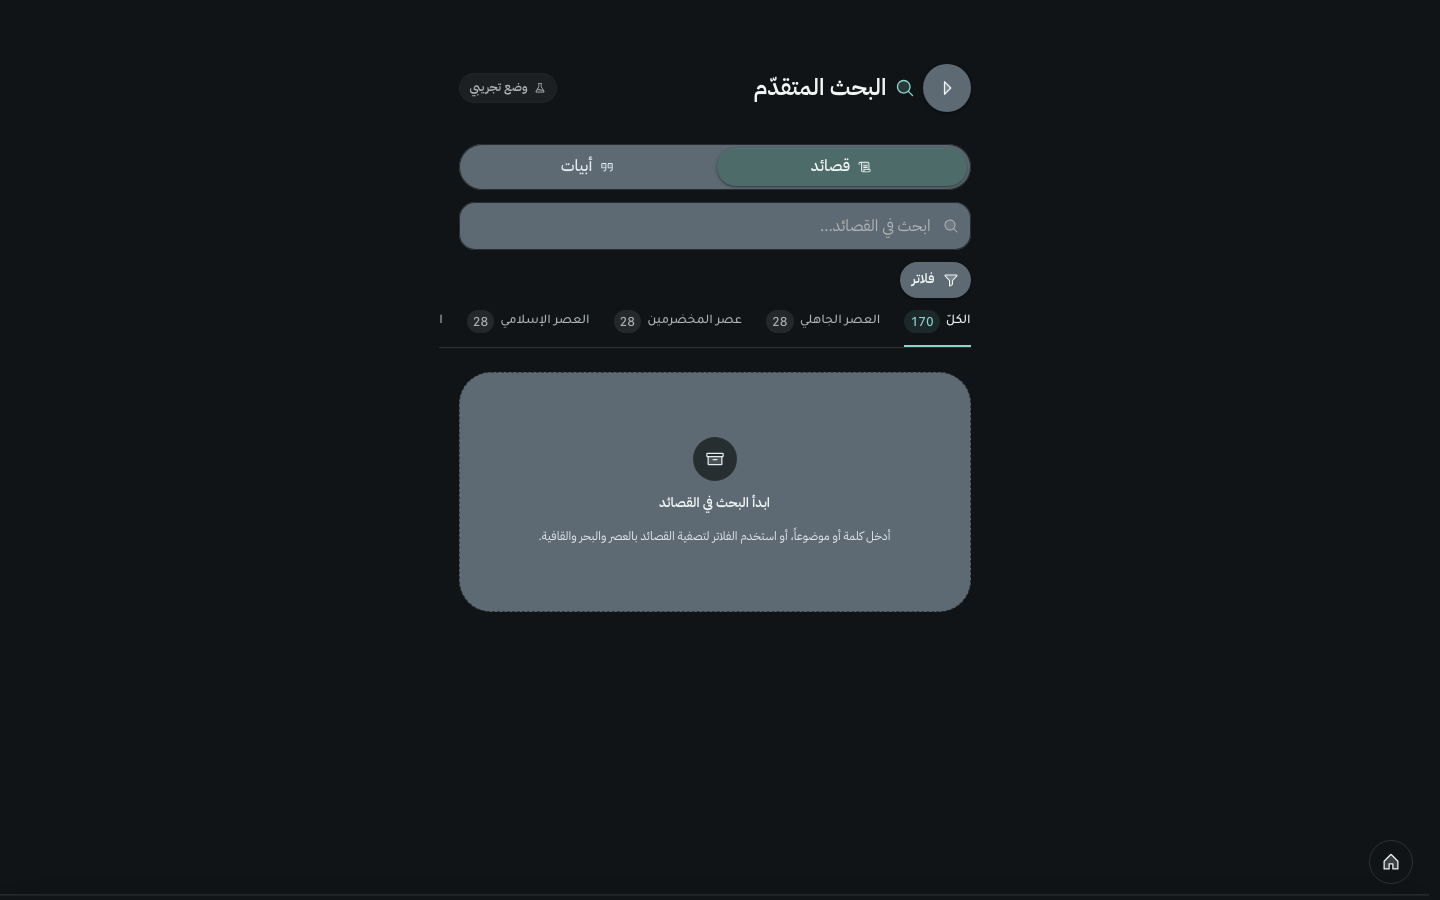 البحث المتقدّم
وضع تجريبي
قصائد
أبيات
ابحث في القصائد...
فلاتر
الكلّ 170 العصر الجاهلي 28 عصر المخضرمين 28 العصر الإسلامي 28
ابدأ البحث في القصائد
أدخل كلمة أو موضوعاً، أو استخدم الفلاتر لتصفية القصائد بالعصر والبحر والقافية.